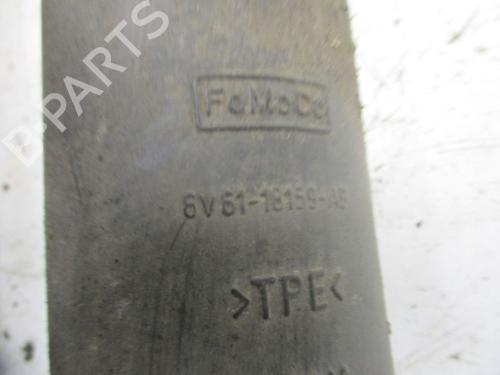 B-PARTS
FoMoCo
6V61-18159-AB
>TPE<